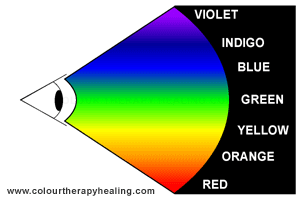 VIOLET
INDIGO
BLUE
GREEN
YELLOW
ORANGE
RED
www.colourtherapyhealing.com